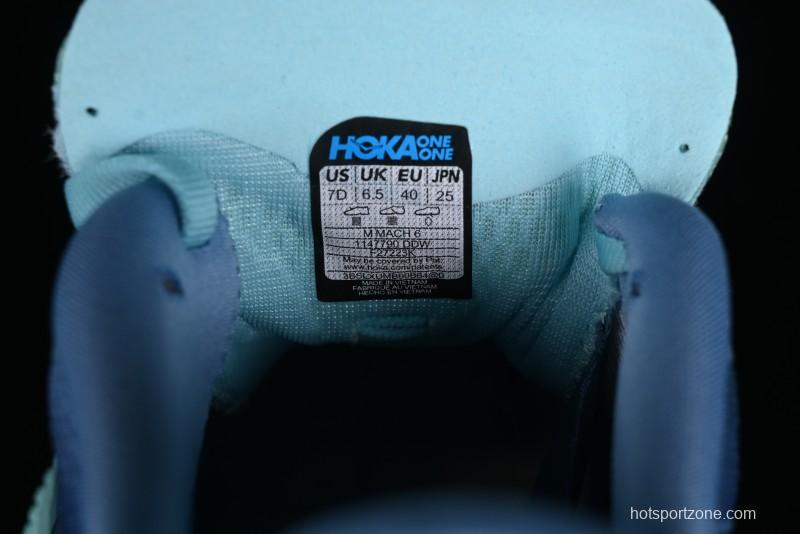 HOKA ONE ONE
US UK EU JPN
7D 6.5 40 25
M MACH 6
1147790 DDW
F27223K
May be covered by Pat.
www.hoka.com/patents
MADE IN VIETNAM
FABRIQUÉ AU VIETNAM
HECHO EN VIETNAM
hotsportzone.com